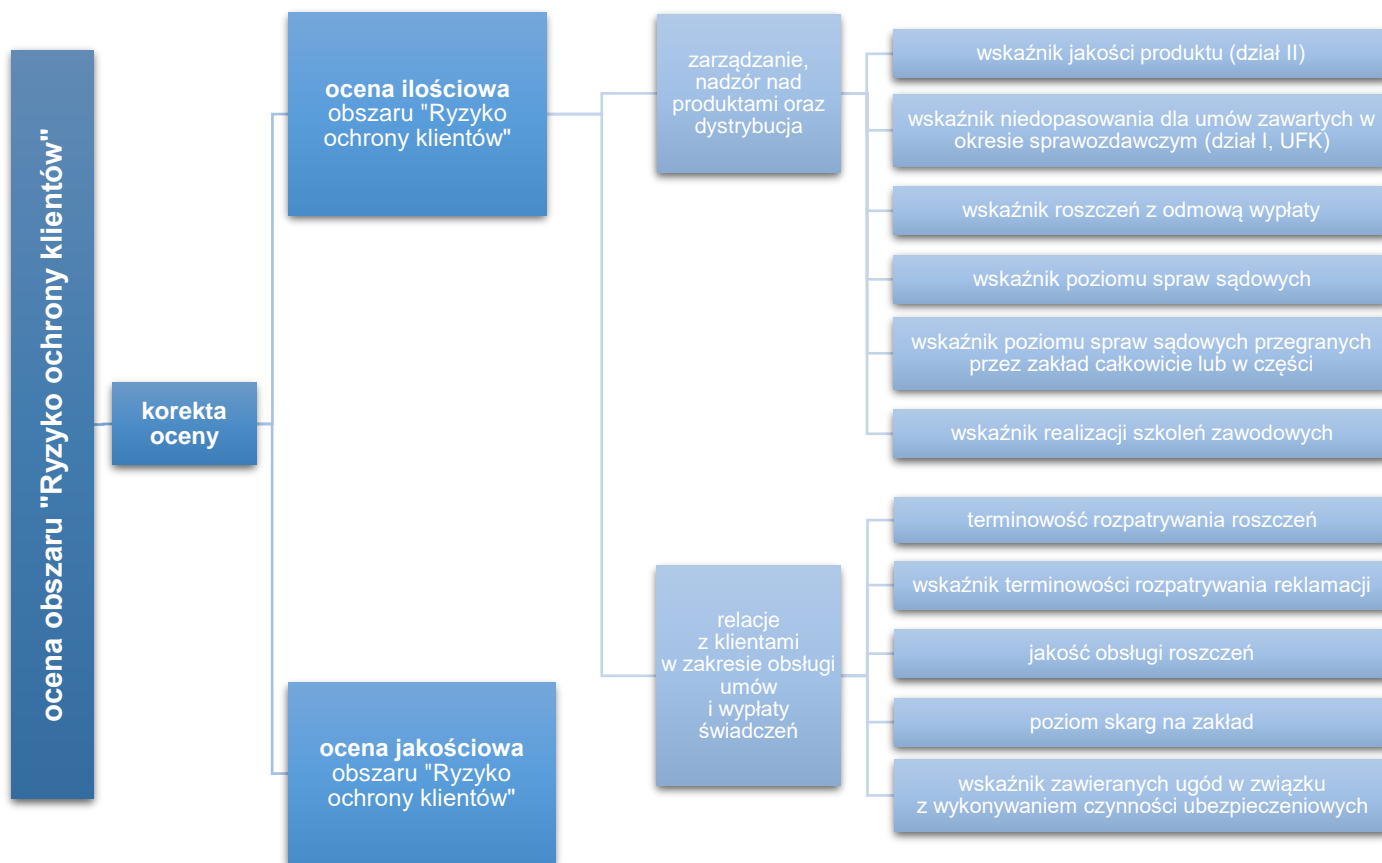 ocena obszaru "Ryzyko ochrony klientów"
korekta
oceny
ocena ilościowa
obszaru "Ryzyko
ochrony klientów"
zarządzanie,
nadzór nad
produktami oraz
dystrybucja
wskaźnik jakości produktu (dział II)
wskaźnik niedopasowania dla umów zawartych w
okresie sprawozdawczym (dział I, UFK)
wskaźnik roszczeń z odmową wypłaty
wskaźnik poziomu spraw sądowych
wskaźnik poziomu spraw sądowych przegranych
przez zakład całkowicie lub w części
wskaźnik realizacji szkoleń zawodowych
relacje
z klientami
w zakresie obsługi
umów
i wypłaty
świadczeń
terminowość rozpatrywania roszczeń
wskaźnik terminowości rozpatrywania reklamacji
jakość obsługi roszczeń
poziom skarg na zakład
wskaźnik zawieranych ugód w związku
z wykonywaniem czynności ubezpieczeniowych
ocena jakościowa
obszaru "Ryzyko
ochrony klientów"